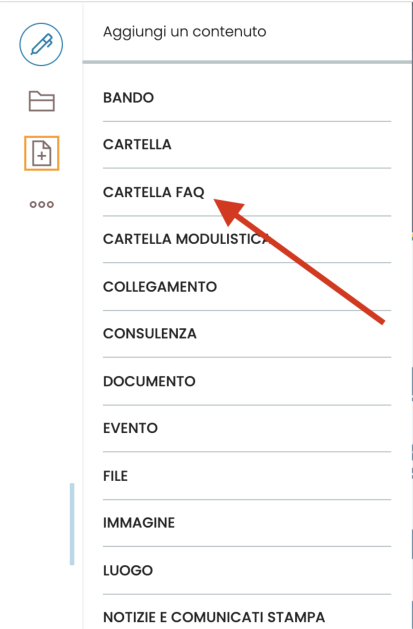 Aggiungi un contenuto
BANDO
CARTELLA
CARTELLA FAQ
CARTELLA MODULISTICA
COLLEGAMENTO
CONSULENZA
DOCUMENTO
EVENTO
FILE
IMMAGINE
LUOGO
NOTIZIE E COMUNICATI STAMPA